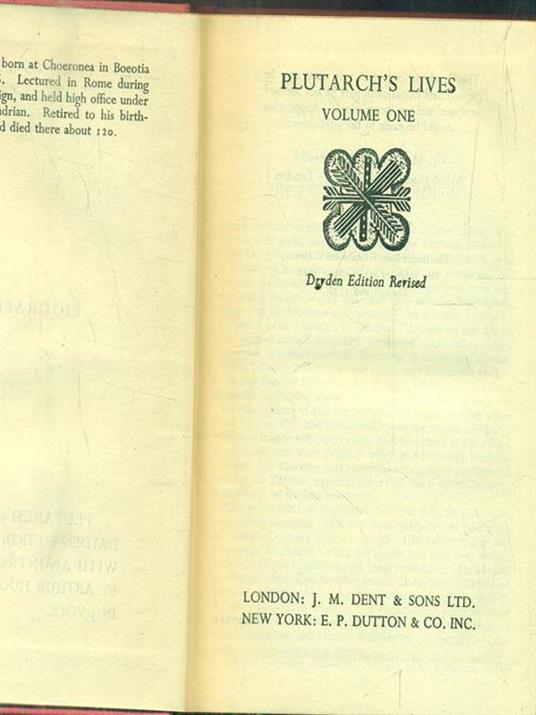 born at Choeronea in Boeotia
Lectured in Rome during
ign, and held high office under
drian. Retired to his birth-
d died there about 120.
PLUTARCH'S LIVES
VOLUME ONE
Dryden Edition Revised
LONDON: J. M. DENT & SONS LTD.
NEW YORK: E. P. DUTTON & CO. INC.